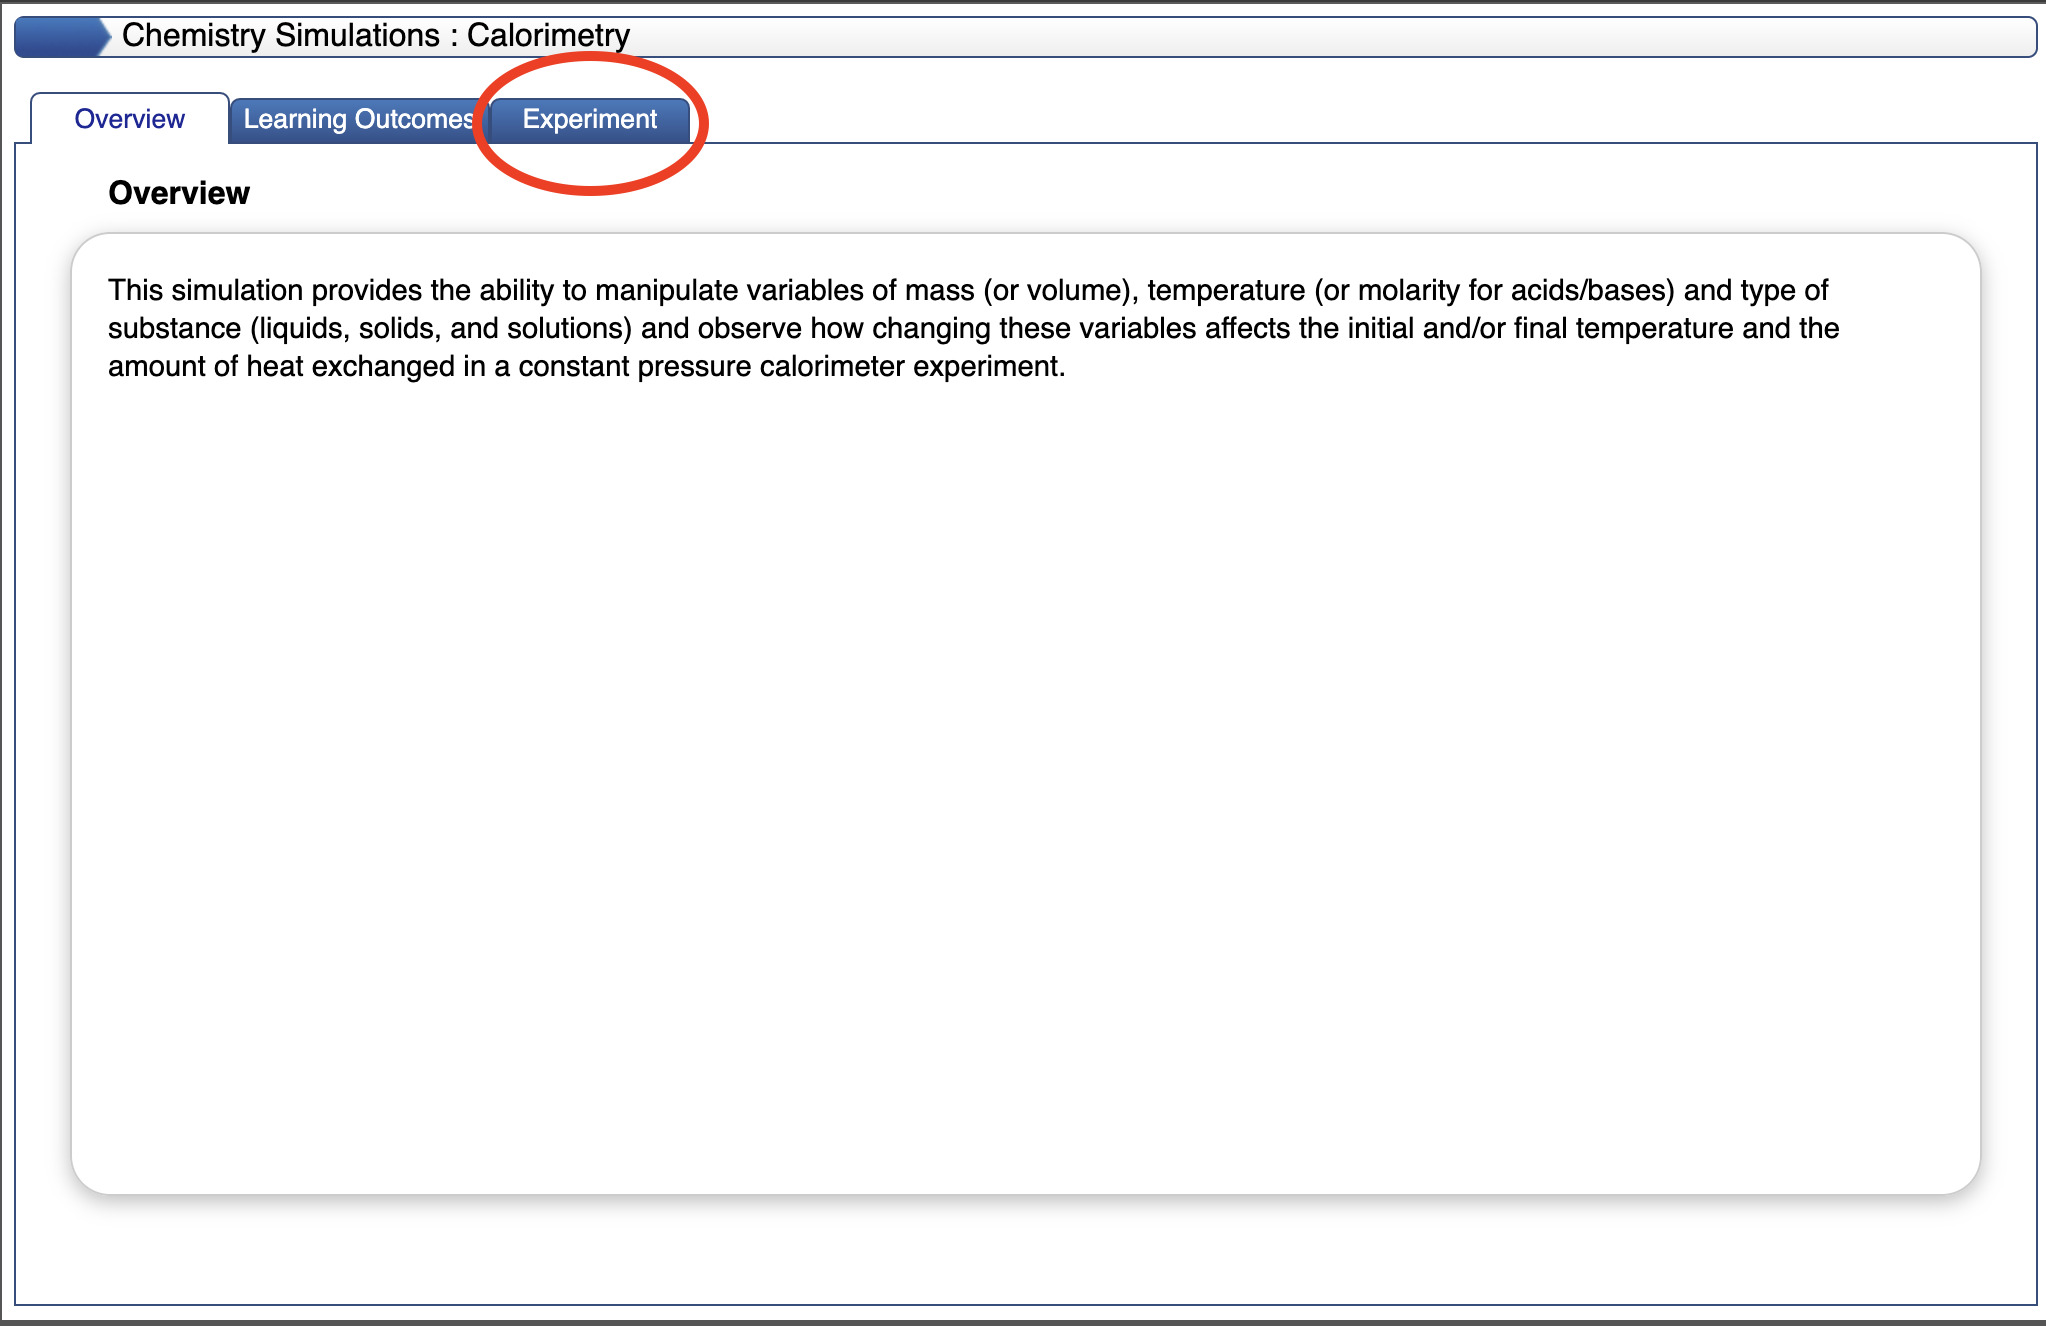 Chemistry Simulations : Calorimetry
Overview
Learning Outcomes
Experiment
Overview
This simulation provides the ability to manipulate variables of mass (or volume), temperature (or molarity for acids/bases) and type of
substance (liquids, solids, and solutions) and observe how changing these variables affects the initial and/or final temperature and the
amount of heat exchanged in a constant pressure calorimeter experiment.